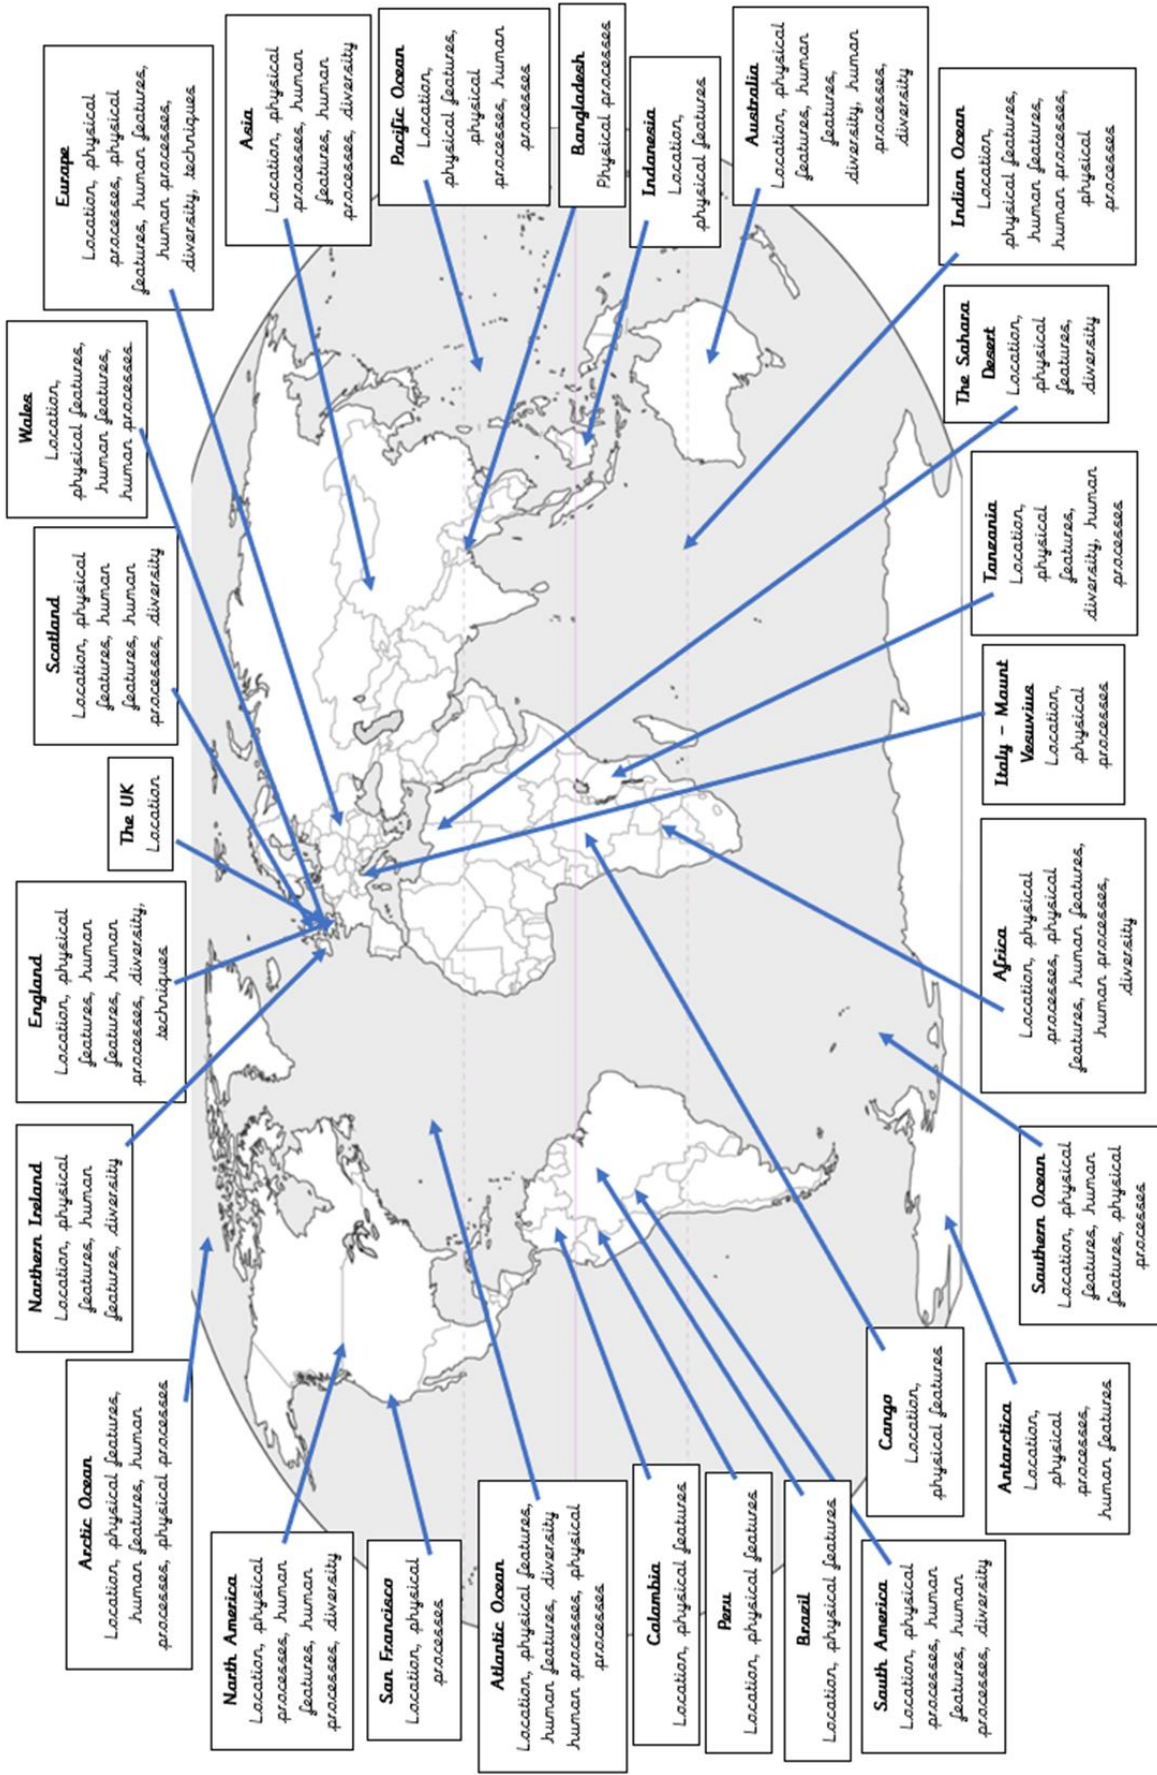 Arctic Ocean
Location, physical features,
human features, human
processes, physical processes
Northern Ireland
Location, physical
features, human
features, diversity
England
Location, physical
features, human
features, human
processes, diversity,
techniques
The UK
Location
Scotland
Location, physical
features, human
features, human
processes, diversity
Wales
Location,
physical features,
human features,
human processes
Europe
Location, physical
processes, physical
features, human features,
human processes,
diversity, techniques
Asia
Location, physical
processes, human
features, human
processes, diversity
Pacific Ocean
Location,
physical features,
physical
processes, human
processes
Bangladesh
Physical processes
Indonesia
Location,
physical features
Australia
Location, physical
features, human
features,
diversity, human
processes,
diversity
Indian Ocean
Location,
physical features,
human features,
human processes,
physical
processes
The Sahara
Desert
Location,
physical
features,
diversity
Tanzania
Location,
physical
features,
diversity, human
processes
Italy – Mount
Vesuvius
Location,
physical
processes
Africa
Location, physical
processes, physical
features, human features,
human processes,
diversity
Southern Ocean
Location, physical
features, human
features, physical
processes
Antarctica
Location,
physical
processes,
human features
Congo
Location,
physical features
North America
Location, physical
processes, human
features, human
processes, diversity
San Francisco
Location, physical
processes
Atlantic Ocean
Location, physical features,
human features, diversity
human processes, physical
processes
Colombia
Location, physical features
Peru
Location, physical features
Brazil
Location, physical features
South America
Location, physical
processes, human
features, human
processes, diversity